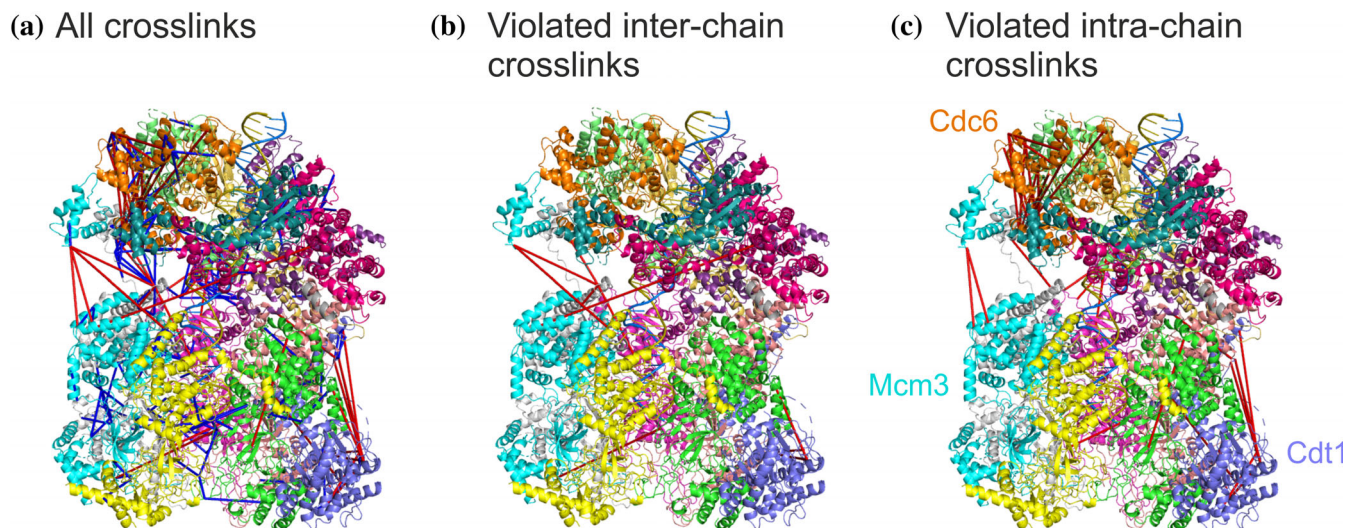 (a) All crosslinks
(b) Violated inter-chain
crosslinks
(c) Violated intra-chain
crosslinks
Cdc6
Mcm3
Cdt1